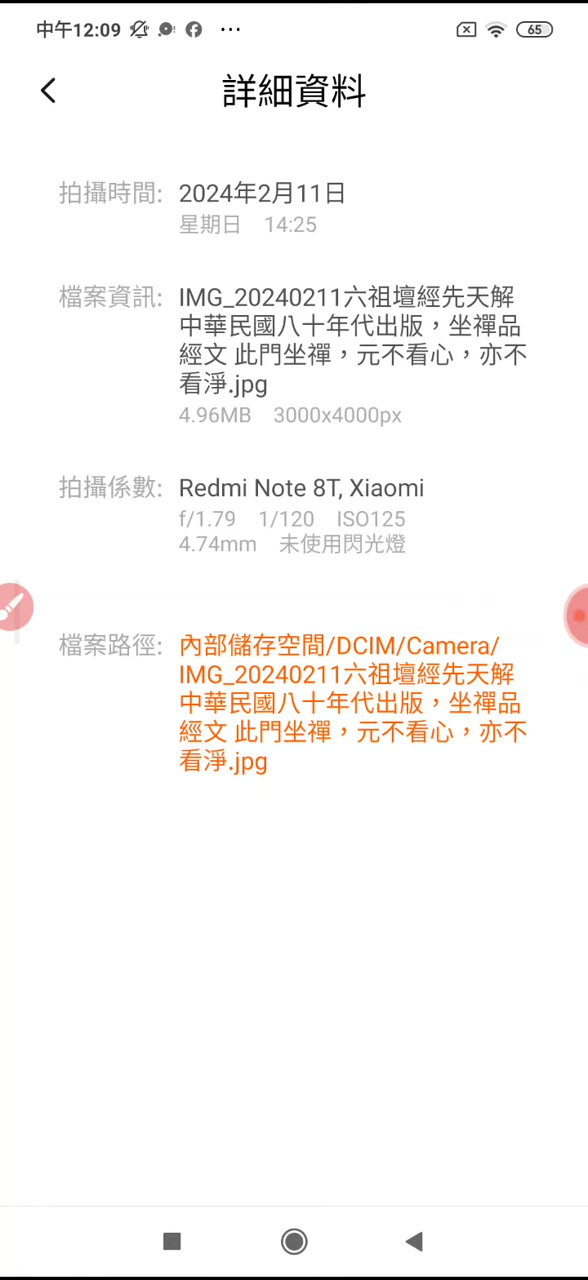 中午12:09
65
詳細資料
拍攝時間: 2024年2月11日
星期日 14:25
檔案資訊: IMG_20240211六祖壇經先天解
中華民國八十年代出版，坐禪品
經文 此門坐禪，元不看心，亦不
看淨.jpg
4.96MB 3000x4000px
拍攝係數: Redmi Note 8T, Xiaomi
f/1.79 1/120 ISO125
4.74mm 未使用閃光燈
檔案路徑: 內部儲存空間/DCIM/Camera/
IMG_20240211六祖壇經先天解
中華民國八十年代出版，坐禪品
經文 此門坐禪，元不看心，亦不
看淨.jpg